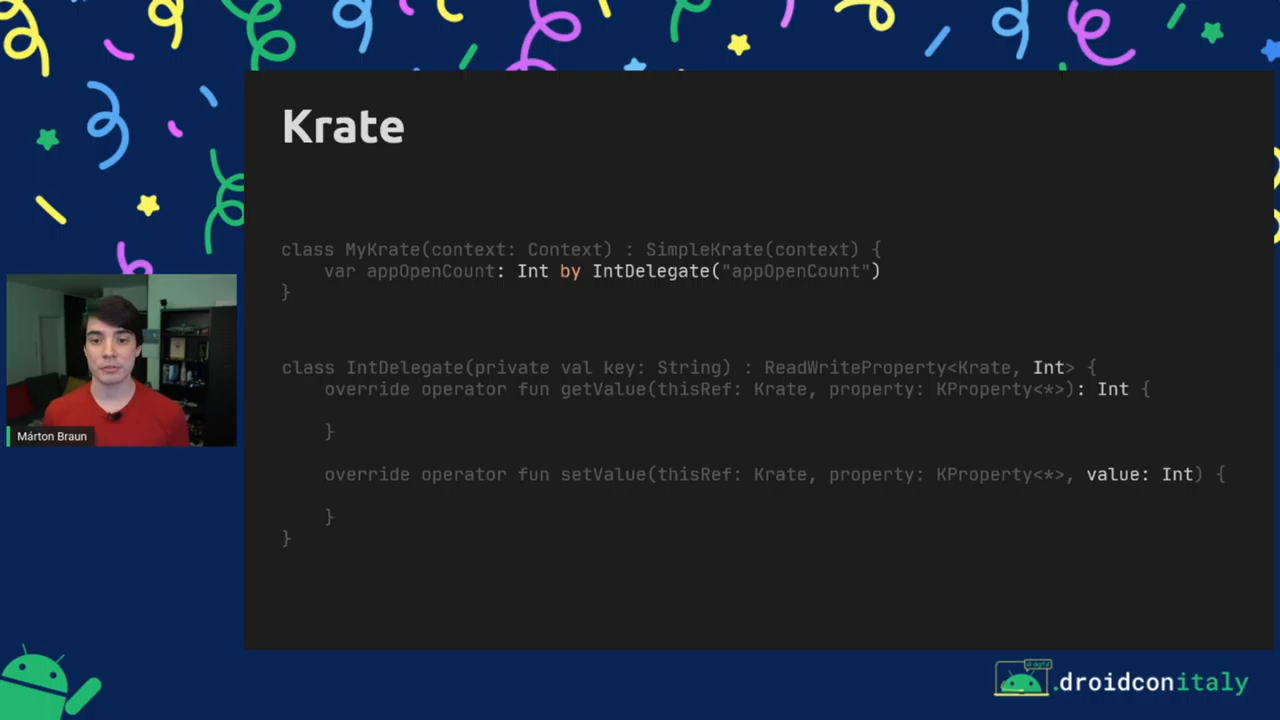 Krate
class MyKrate(context: Context) : SimpleKrate(context) {
    var appOpenCount: Int by IntDelegate("appOpenCount")
}
class IntDelegate(private val key: String) : ReadWriteProperty<Krate, Int> {
    override operator fun getValue(thisRef: Krate, property: KProperty<*>): Int {
    }
    override operator fun setValue(thisRef: Krate, property: KProperty<*>, value: Int) {
    }
}
Márton Braun
.droidconitaly